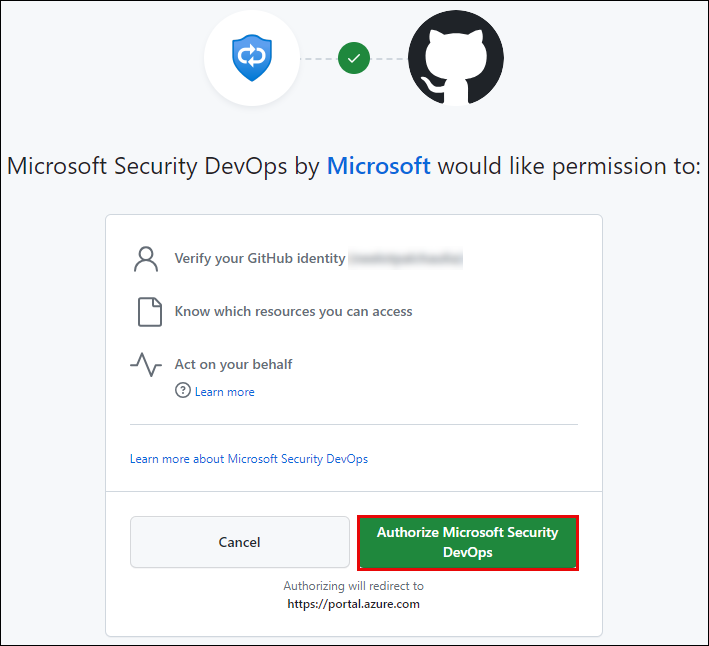 Microsoft Security DevOps by Microsoft would like permission to:
Verify your GitHub identity
Know which resources you can access
Act on your behalf
Learn more
Learn more about Microsoft Security DevOps
Cancel
Authorize Microsoft Security
DevOps
Authorizing will redirect to
https://portal.azure.com